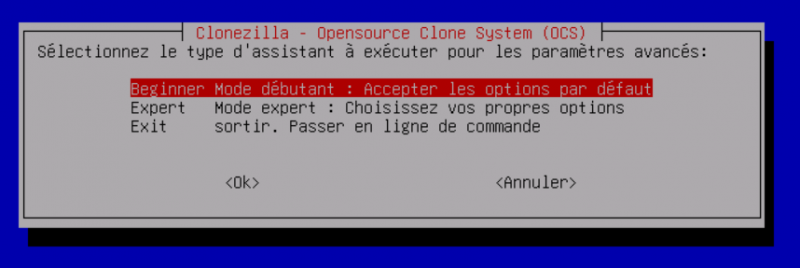 Clonezilla - Opensource Clone System (OCS)
Sélectionnez le type d'assistant à exécuter pour les paramètres avancés:
Beginner Mode débutant : Accepter les options par défaut
Expert Mode expert : Choisissez vos propres options
Exit sortir. Passer en ligne de commande
<Ok> <Annuler>